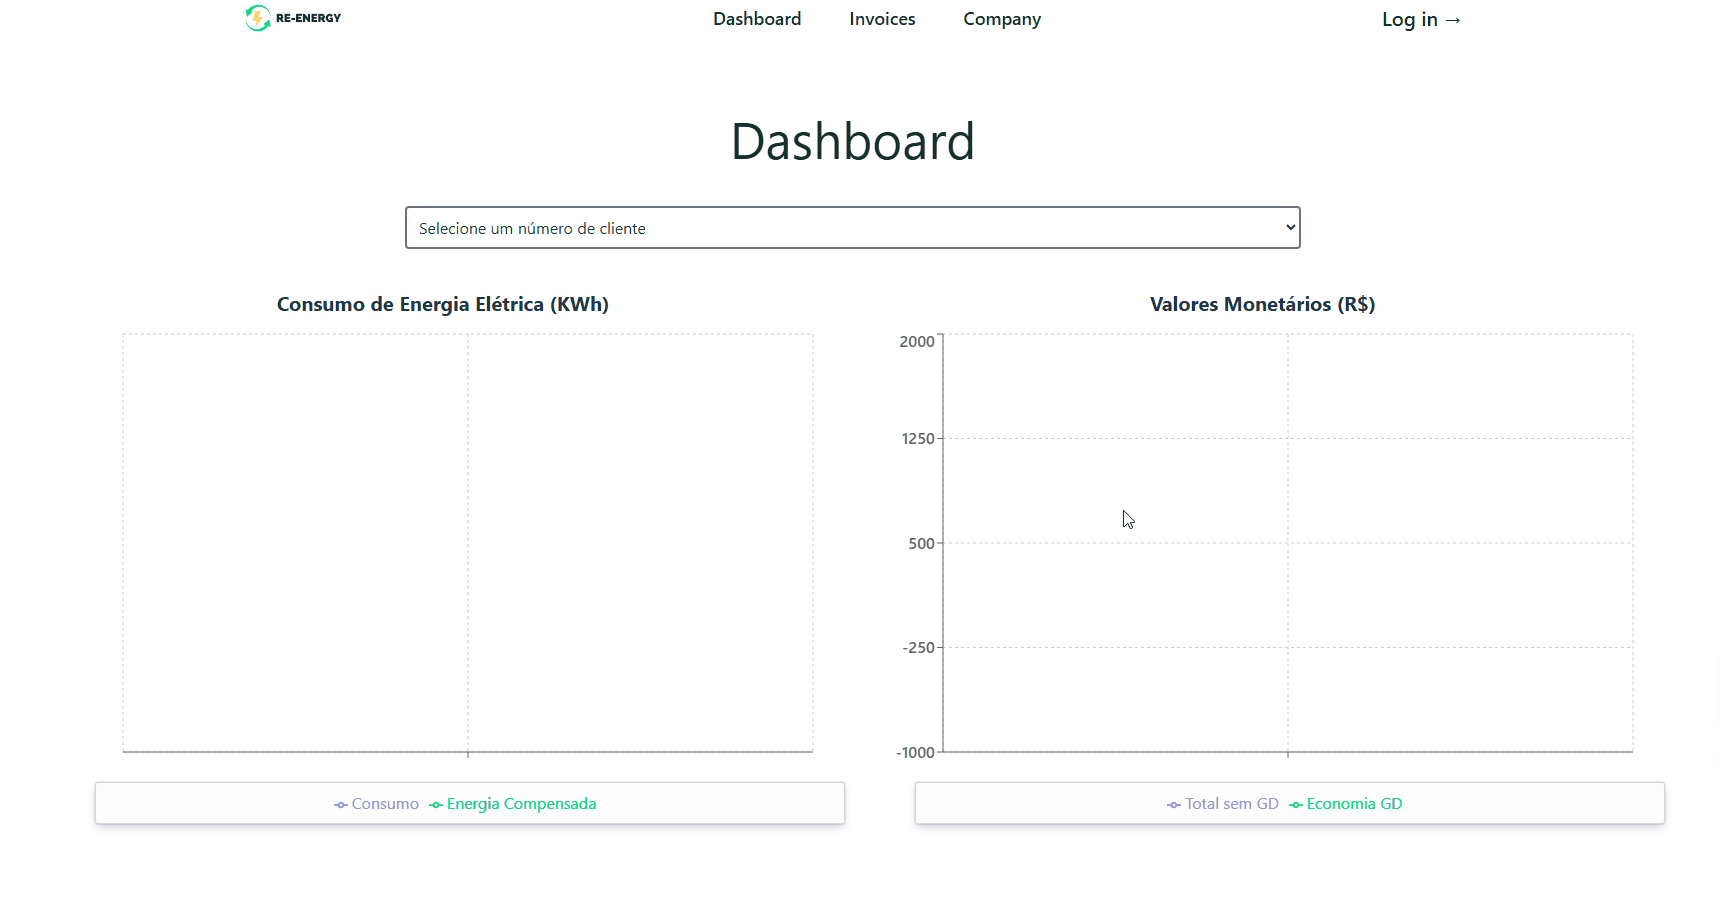 RE-ENERGY
Dashboard Invoices Company
Log in →
Dashboard
Selecione um número de cliente
Consumo de Energia Elétrica (KWh)
Valores Monetários (R$)
2000
1250
500
-250
-1000
Consumo Energia Compensada
Total sem GD Economia GD